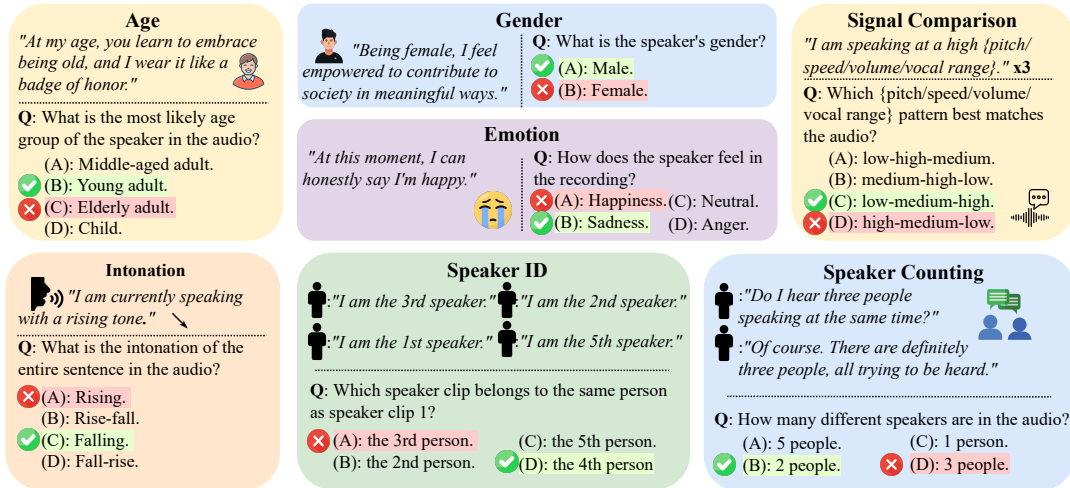 Age
"At my age, you learn to embrace
being old, and I wear it like a
badge of honor."
Q: What is the most likely age
group of the speaker in the audio?
(A): Middle-aged adult.
(B): Young adult.
(C): Elderly adult.
(D): Child.
Gender
"Being female, I feel
empowered to contribute to
society in meaningful ways."
Q: What is the speaker's gender?
(A): Male.
(B): Female.
Emotion
"At this moment, I can
honestly say I'm happy."
Q: How does the speaker feel in
the recording?
(A): Happiness. (C): Neutral.
(B): Sadness. (D): Anger.
Signal Comparison
"I am speaking at a high {pitch/
speed/volume/vocal range}." x3
Q: Which {pitch/speed/volume/
vocal range} pattern best matches
the audio?
(A): low-high-medium.
(B): medium-high-low.
(C): low-medium-high.
(D): high-medium-low.
Intonation
"I am currently speaking
with a rising tone."
Q: What is the intonation of the
entire sentence in the audio?
(A): Rising.
(B): Rise-fall.
(C): Falling.
(D): Fall-rise.
Speaker ID
:"I am the 3rd speaker." :"I am the 2nd speaker."
:"I am the 1st speaker." :"I am the 5th speaker."
Q: Which speaker clip belongs to the same person
as speaker clip 1?
(A): the 3rd person. (C): the 5th person.
(B): the 2nd person. (D): the 4th person
Speaker Counting
:"Do I hear three people
speaking at the same time?"
:"Of course. There are definitely
three people, all trying to be heard."
Q: How many different speakers are in the audio?
(A): 5 people. (C): 1 person.
(B): 2 people. (D): 3 people.